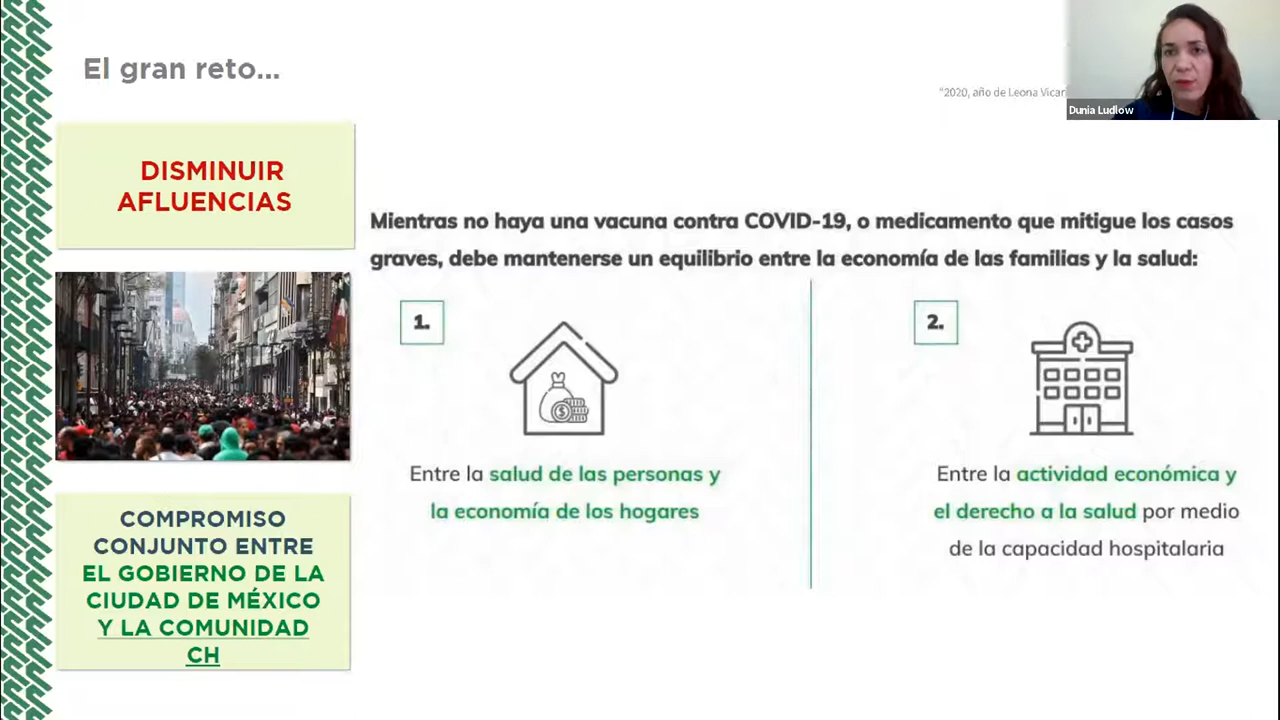 El gran reto...
"2020, año de Leona Vicar
Dunia Ludlow
DISMINUIR
AFLUENCIAS
Mientras no haya una vacuna contra COVID-19, o medicamento que mitigue los casos
graves, debe mantenerse un equilibrio entre la economía de las familias y la salud:
1.
Entre la salud de las personas y
la economía de los hogares
2.
Entre la actividad económica y
el derecho a la salud por medio
de la capacidad hospitalaria
COMPROMISO
CONJUNTO ENTRE
EL GOBIERNO DE LA
CIUDAD DE MÉXICO
Y LA COMUNIDAD
CH